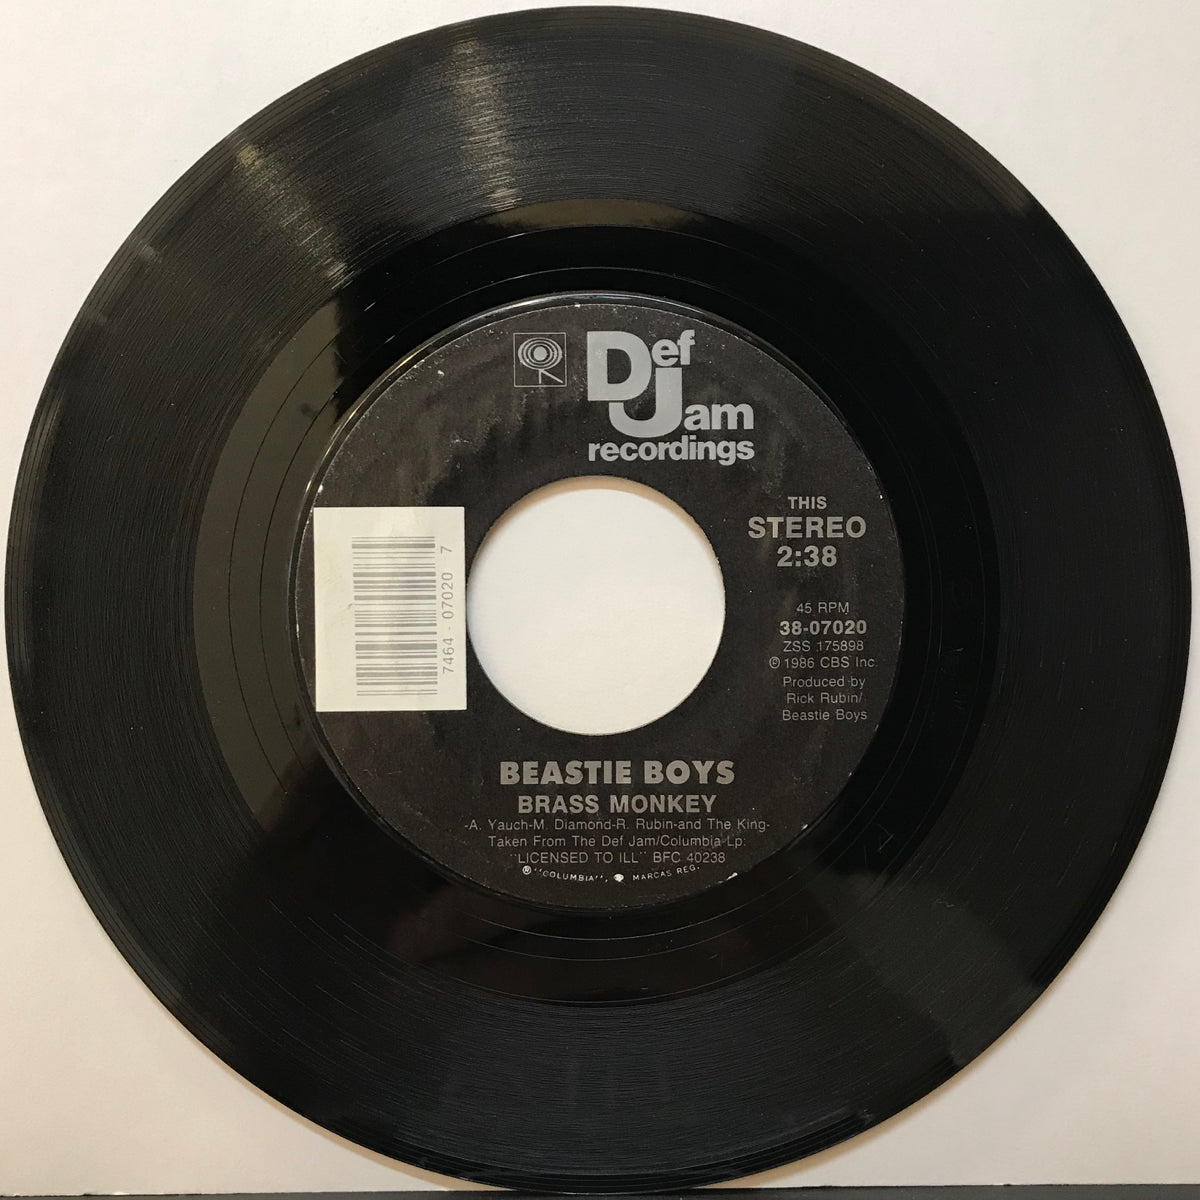 Def
Jam
recordings
THIS
STEREO
2:38
7464 - 07020 7
45 RPM
38-07020
ZSS 175898
℗ 1986 CBS Inc.
Produced by
Rick Rubin/
Beastie Boys
BEASTIE BOYS
BRASS MONKEY
-A. Yauch-M. Diamond-R. Rubin-and The King-
Taken From The Def Jam/Columbia Lp:
"LICENSED TO ILL" BFC 40238
® "COLUMBIA", MARCAS REG.